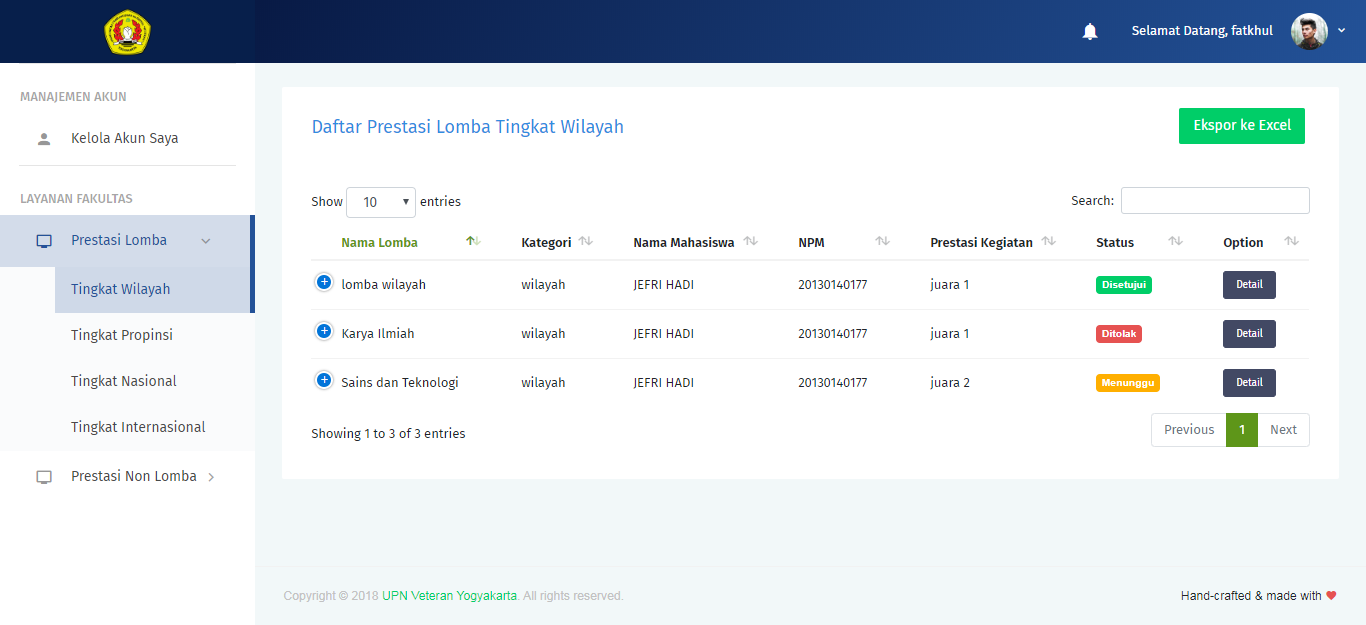 Selamat Datang, fatkhul
MANAJEMEN AKUN
Kelola Akun Saya
LAYANAN FAKULTAS
Prestasi Lomba
Tingkat Wilayah
Tingkat Propinsi
Tingkat Nasional
Tingkat Internasional
Prestasi Non Lomba
Daftar Prestasi Lomba Tingkat Wilayah
Ekspor ke Excel
Show 10 entries
Search:
Nama Lomba Kategori Nama Mahasiswa NPM Prestasi Kegiatan Status Option
lomba wilayah wilayah JEFRI HADI 20130140177 juara 1 Disetujui Detail
Karya Ilmiah wilayah JEFRI HADI 20130140177 juara 1 Ditolak Detail
Sains dan Teknologi wilayah JEFRI HADI 20130140177 juara 2 Menunggu Detail
Showing 1 to 3 of 3 entries
Previous 1 Next
Copyright © 2018 UPN Veteran Yogyakarta. All rights reserved.
Hand-crafted & made with